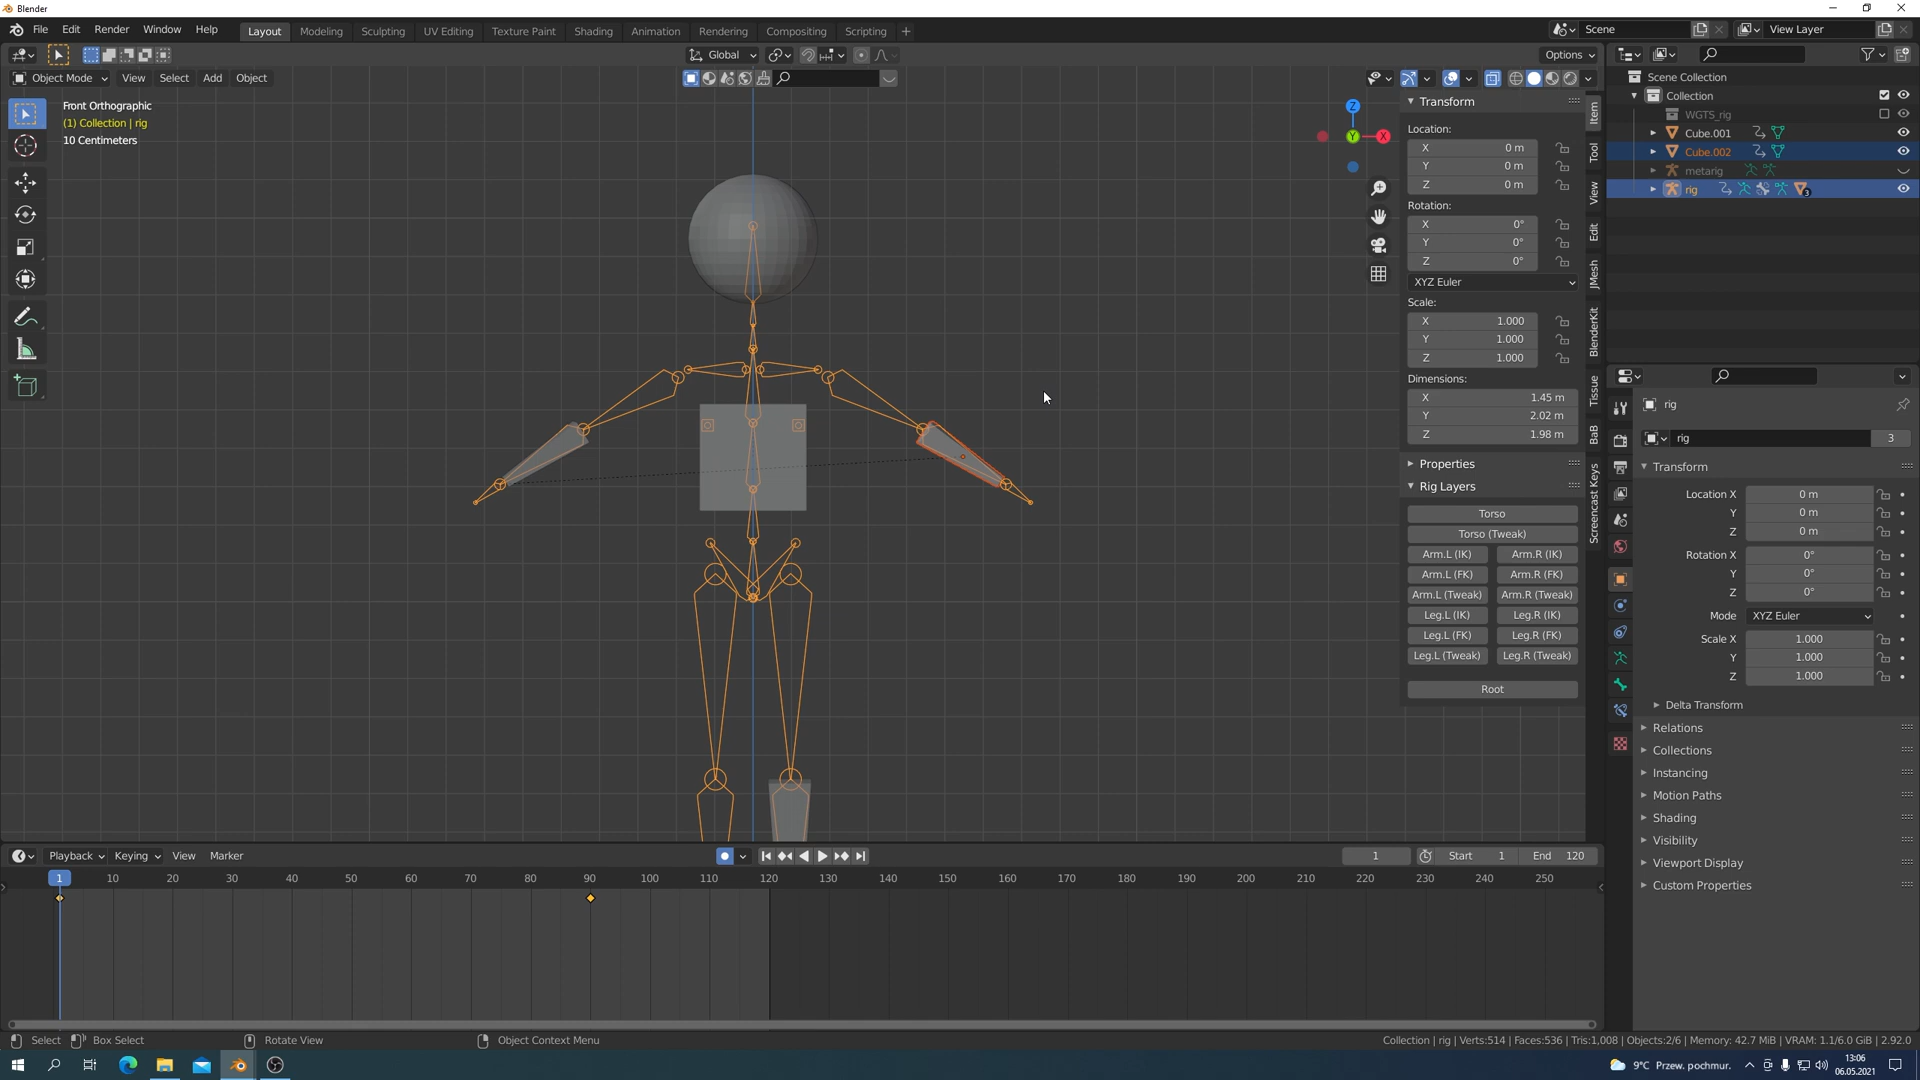 Blender
File Edit Render Window Help
Layout Modeling Sculpting UV Editing Texture Paint Shading Animation Rendering Compositing Scripting +
Scene
View Layer
Global
Options
Object Mode View Select Add Object
Front Orthographic
(1) Collection | rig
10 Centimeters
Z
Y
X
Transform
Location:
X 0 m
Y 0 m
Z 0 m
Rotation:
X 0°
Y 0°
Z 0°
XYZ Euler
Scale:
X 1.000
Y 1.000
Z 1.000
Dimensions:
X 1.45 m
Y 2.02 m
Z 1.98 m
Properties
Rig Layers
Torso
Torso (Tweak)
Arm.L (IK) Arm.R (IK)
Arm.L (FK) Arm.R (FK)
Arm.L (Tweak) Arm.R (Tweak)
Leg.L (IK) Leg.R (IK)
Leg.L (FK) Leg.R (FK)
Leg.L (Tweak) Leg.R (Tweak)
Root
Item
Tool
View
Edit
JMesh
BlenderKit
Tissue
BaB
Screencast Keys
Scene Collection
Collection
WGTS_rig
Cube.001
Cube.002
metarig
rig 3
rig
rig 3
Transform
Location X 0 m
Y 0 m
Z 0 m
Rotation X 0°
Y 0°
Z 0°
Mode XYZ Euler
Scale X 1.000
Y 1.000
Z 1.000
Delta Transform
Relations
Collections
Instancing
Motion Paths
Shading
Visibility
Viewport Display
Custom Properties
Playback Keying View Marker
1 Start 1 End 120
1 10 20 30 40 50 60 70 80 90 100 110 120 130 140 150 160 170 180 190 200 210 220 230 240 250
Select Box Select Rotate View Object Context Menu
Collection | rig | Verts:514 | Faces:536 | Tris:1,008 | Objects:2/6 | Memory: 42.7 MiB | VRAM: 1.1/6.0 GiB | 2.92.0
9°C Przew. pochmur.
13:06
06.05.2021